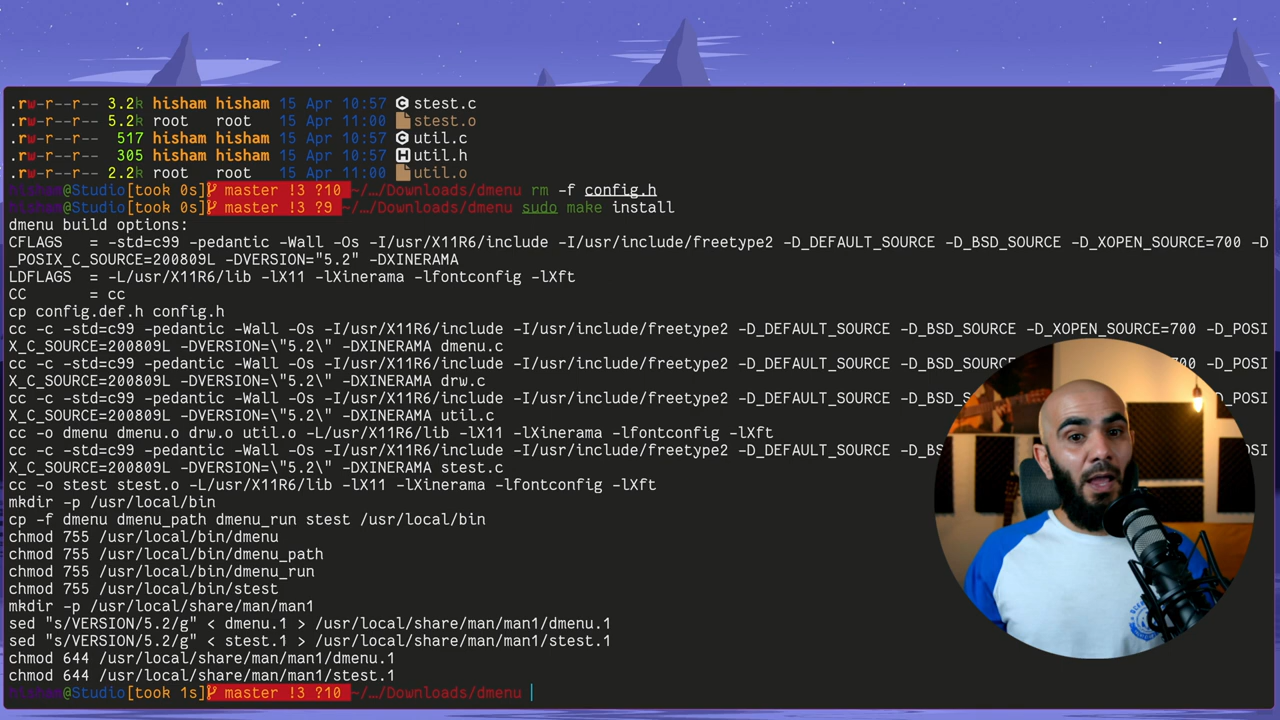 .rw-r--r-- 3.2k hisham hisham 15 Apr 10:57 stest.c
.rw-r--r-- 5.2k root root 15 Apr 11:00 stest.o
.rw-r--r-- 517 hisham hisham 15 Apr 10:57 util.c
.rw-r--r-- 305 hisham hisham 15 Apr 10:57 util.h
.rw-r--r-- 2.2k root root 15 Apr 11:00 util.o
hisham@Studio[took 0s] master !3 ?10 ~/…/Downloads/dmenu rm -f config.h
hisham@Studio[took 0s] master !3 ?9 ~/…/Downloads/dmenu sudo make install
dmenu build options:
CFLAGS = -std=c99 -pedantic -Wall -Os -I/usr/X11R6/include -I/usr/include/freetype2 -D_DEFAULT_SOURCE -D_BSD_SOURCE -D_XOPEN_SOURCE=700 -D
_POSIX_C_SOURCE=200809L -DVERSION="5.2" -DXINERAMA
LDFLAGS = -L/usr/X11R6/lib -lX11 -lXinerama -lfontconfig -lXft
CC = cc
cp config.def.h config.h
cc -c -std=c99 -pedantic -Wall -Os -I/usr/X11R6/include -I/usr/include/freetype2 -D_DEFAULT_SOURCE -D_BSD_SOURCE -D_XOPEN_SOURCE=700 -D_POSI
X_C_SOURCE=200809L -DVERSION=\"5.2\" -DXINERAMA dmenu.c
cc -c -std=c99 -pedantic -Wall -Os -I/usr/X11R6/include -I/usr/include/freetype2 -D_DEFAULT_SOURCE -D_BSD_SOUR 700 -D_POSI
X_C_SOURCE=200809L -DVERSION=\"5.2\" -DXINERAMA drw.c
cc -c -std=c99 -pedantic -Wall -Os -I/usr/X11R6/include -I/usr/include/freetype2 -D_DEFAULT_SOURCE -D_BSD_S -D_POSI
X_C_SOURCE=200809L -DVERSION=\"5.2\" -DXINERAMA util.c
cc -o dmenu dmenu.o drw.o util.o -L/usr/X11R6/lib -lX11 -lXinerama -lfontconfig -lXft
cc -c -std=c99 -pedantic -Wall -Os -I/usr/X11R6/include -I/usr/include/freetype2 -D_DEFAULT_SOURCE -D_BSD OSI
X_C_SOURCE=200809L -DVERSION=\"5.2\" -DXINERAMA stest.c
cc -o stest stest.o -L/usr/X11R6/lib -lX11 -lXinerama -lfontconfig -lXft
mkdir -p /usr/local/bin
cp -f dmenu dmenu_path dmenu_run stest /usr/local/bin
chmod 755 /usr/local/bin/dmenu
chmod 755 /usr/local/bin/dmenu_path
chmod 755 /usr/local/bin/dmenu_run
chmod 755 /usr/local/bin/stest
mkdir -p /usr/local/share/man/man1
sed "s/VERSION/5.2/g" < dmenu.1 > /usr/local/share/man/man1/dmenu.1
sed "s/VERSION/5.2/g" < stest.1 > /usr/local/share/man/man1/stest.1
chmod 644 /usr/local/share/man/man1/dmenu.1
chmod 644 /usr/local/share/man/man1/stest.1
hisham@Studio[took 1s] master !3 ?10 ~/…/Downloads/dmenu